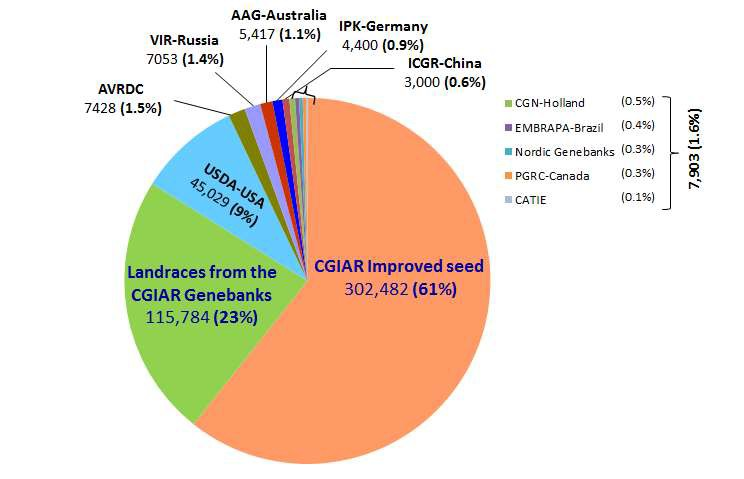 AAG-Australia
5,417 (1.1%)
IPK-Germany
4,400 (0.9%)
VIR-Russia
7053 (1.4%)
ICGR-China
3,000 (0.6%)
AVRDC
7428 (1.5%)
CGN-Holland (0.5%)
EMBRAPA-Brazil (0.4%)
Nordic Genebanks (0.3%)
PGRC-Canada (0.3%)
CATIE (0.1%)
7,903 (1.6%)
USDA-USA
45,029 (9%)
Landraces from the
CGIAR Genebanks
115,784 (23%)
CGIAR Improved seed
302,482 (61%)